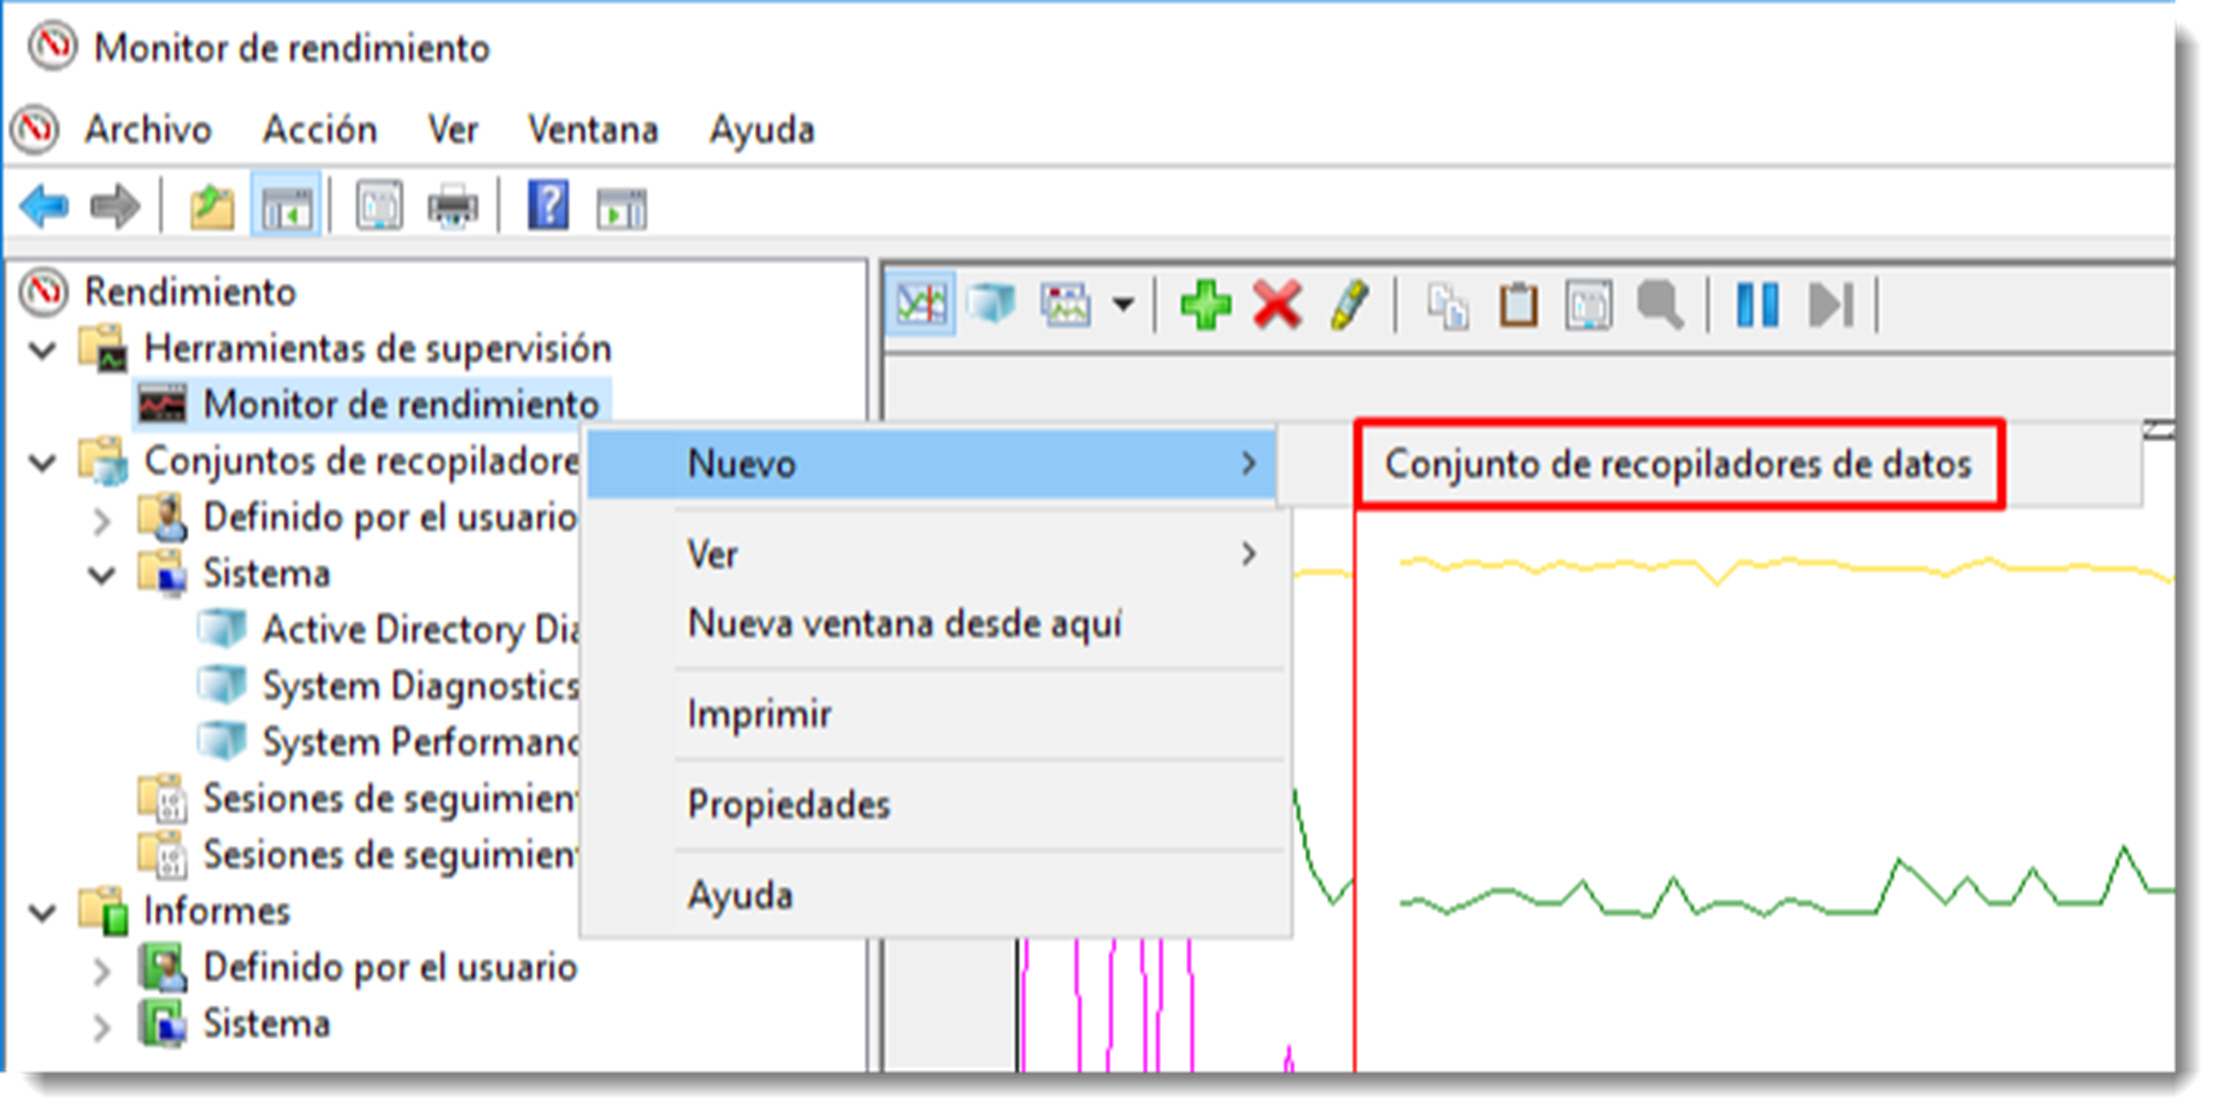 Monitor de rendimiento
Archivo Acción Ver Ventana Ayuda
Rendimiento
Herramientas de supervisión
Monitor de rendimiento
Conjuntos de recopiladore
Definido por el usuario
Sistema
Active Directory Dia
System Diagnostics
System Performanc
Sesiones de seguimien
Sesiones de seguimien
Informes
Definido por el usuario
Sistema
Nuevo
Ver
Nueva ventana desde aquí
Imprimir
Propiedades
Ayuda
Conjunto de recopiladores de datos